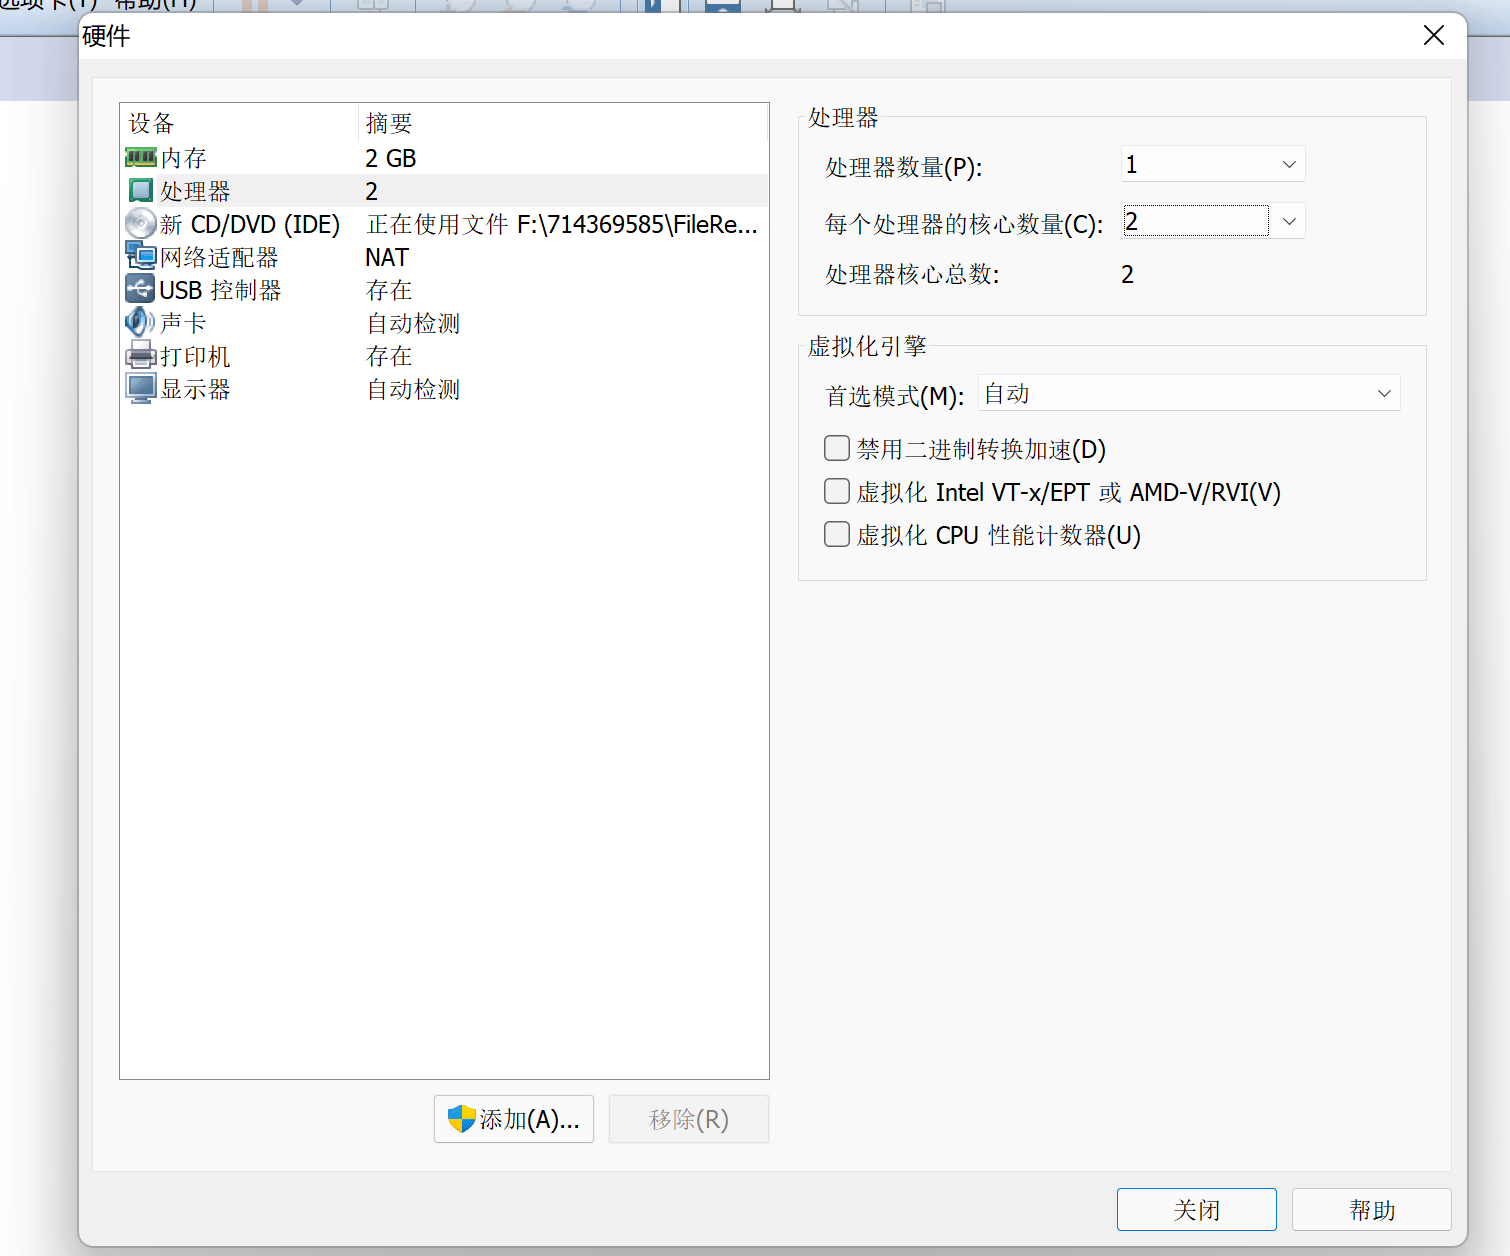 选项卡(T) 帮助(H)
硬件
设备 摘要
内存 2 GB
处理器 2
新 CD/DVD (IDE) 正在使用文件 F:\714369585\FileRe...
网络适配器 NAT
USB 控制器 存在
声卡 自动检测
打印机 存在
显示器 自动检测
添加(A)...
移除(R)
处理器
处理器数量(P): 1
每个处理器的核心数量(C): 2
处理器核心总数: 2
虚拟化引擎
首选模式(M): 自动
禁用二进制转换加速(D)
虚拟化 Intel VT-x/EPT 或 AMD-V/RVI(V)
虚拟化 CPU 性能计数器(U)
关闭
帮助